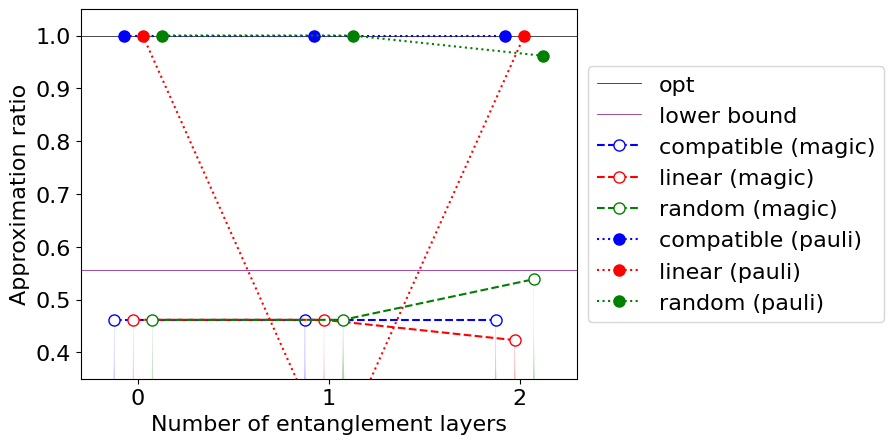 1.0
0.9
0.8
0.7
0.6
0.5
0.4
Approximation ratio
0
1
2
Number of entanglement layers
opt
lower bound
compatible (magic)
linear (magic)
random (magic)
compatible (pauli)
linear (pauli)
random (pauli)